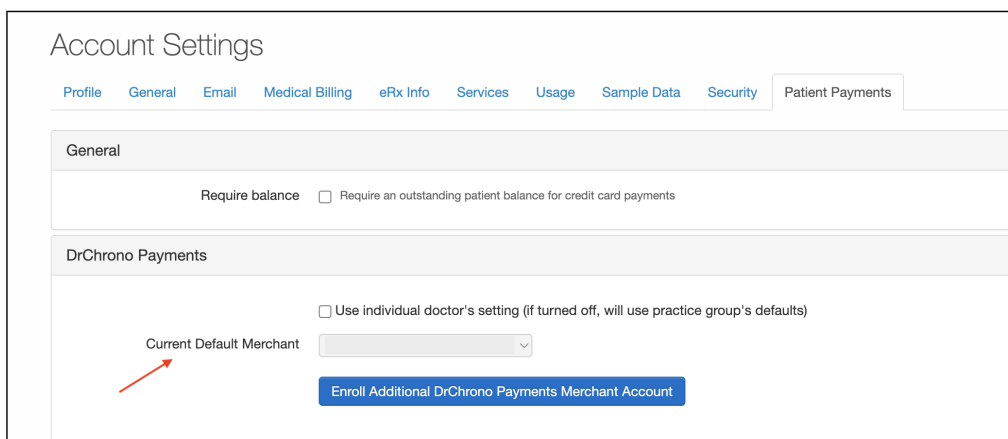 Account Settings
Profile General Email Medical Billing eRx Info Services Usage Sample Data Security Patient Payments
General
Require balance Require an outstanding patient balance for credit card payments
DrChrono Payments
Use individual doctor's setting (if turned off, will use practice group's defaults)
Current Default Merchant
Enroll Additional DrChrono Payments Merchant Account